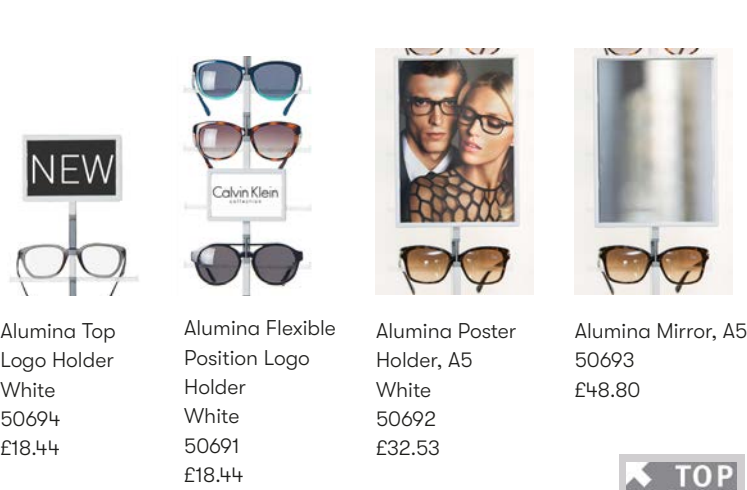 NEW
Calvin Klein
collection
Alumina Top
Logo Holder
White
50694
£18.44
Alumina Flexible
Position Logo
Holder
White
50691
£18.44
Alumina Poster
Holder, A5
White
50692
£32.53
Alumina Mirror, A5
50693
£48.80
TOP